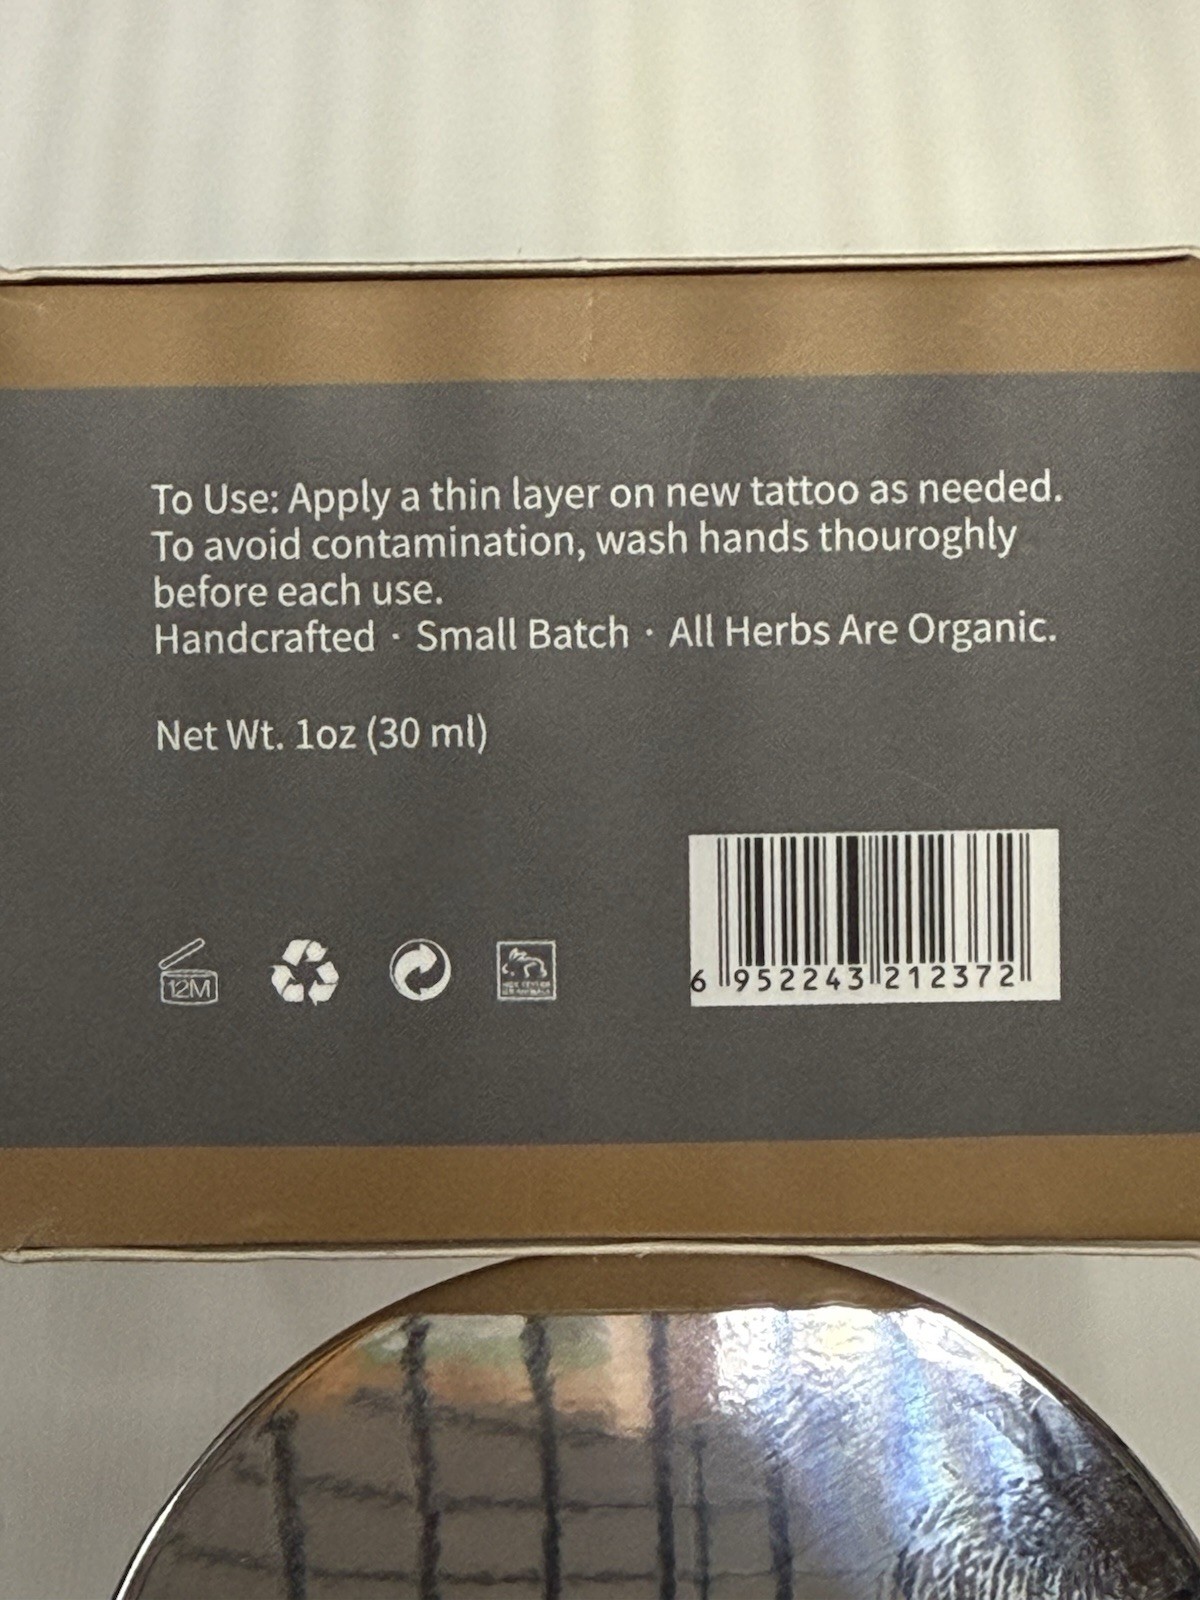 To Use: Apply a thin layer on new tattoo as needed.
To avoid contamination, wash hands thouroghly
before each use.
Handcrafted · Small Batch · All Herbs Are Organic.
Net Wt. 1oz (30 ml)
12M
6 952243 212372